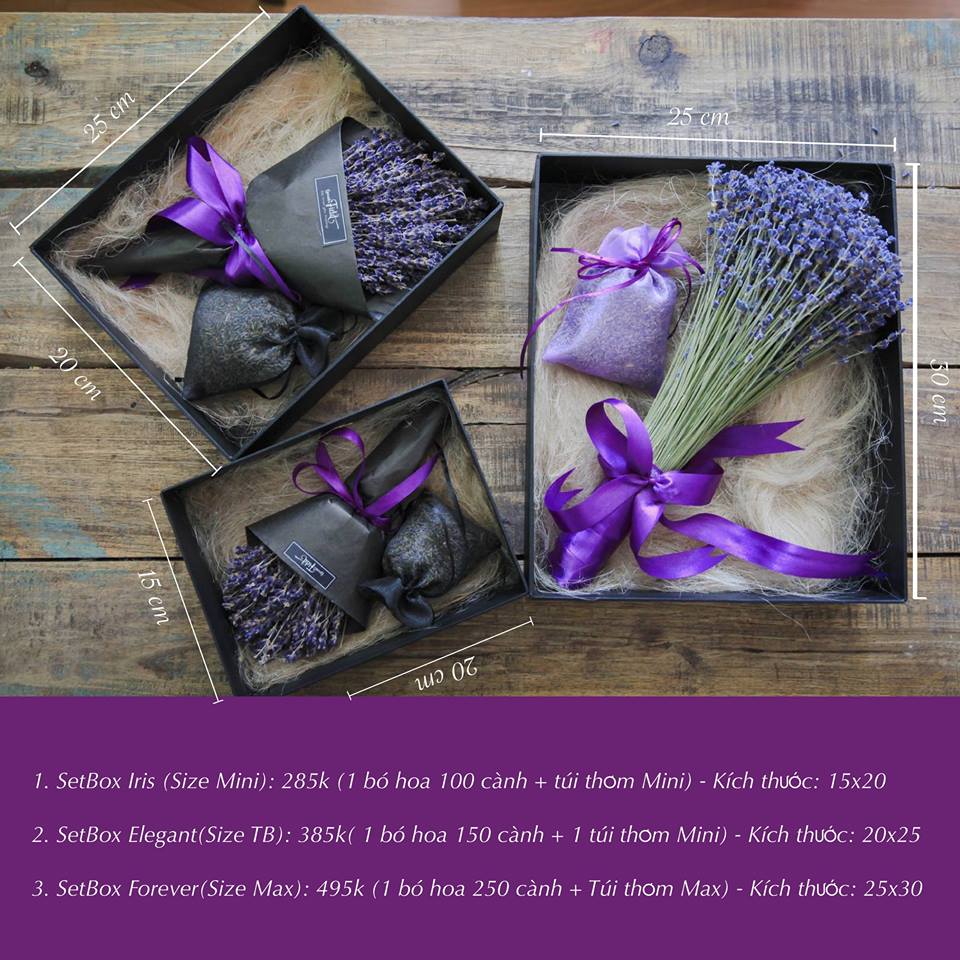 25 cm
25 cm
20 cm
30 cm
15 cm
20 cm
1. SetBox Iris (Size Mini): 285k (1 bó hoa 100 cành + túi thơm Mini) - Kích thước: 15x20
2. SetBox Elegant(Size TB): 385k( 1 bó hoa 150 cành + 1 túi thơm Mini) - Kích thước: 20x25
3. SetBox Forever(Size Max): 495k (1 bó hoa 250 cành + Túi thơm Max) - Kích thước: 25x30